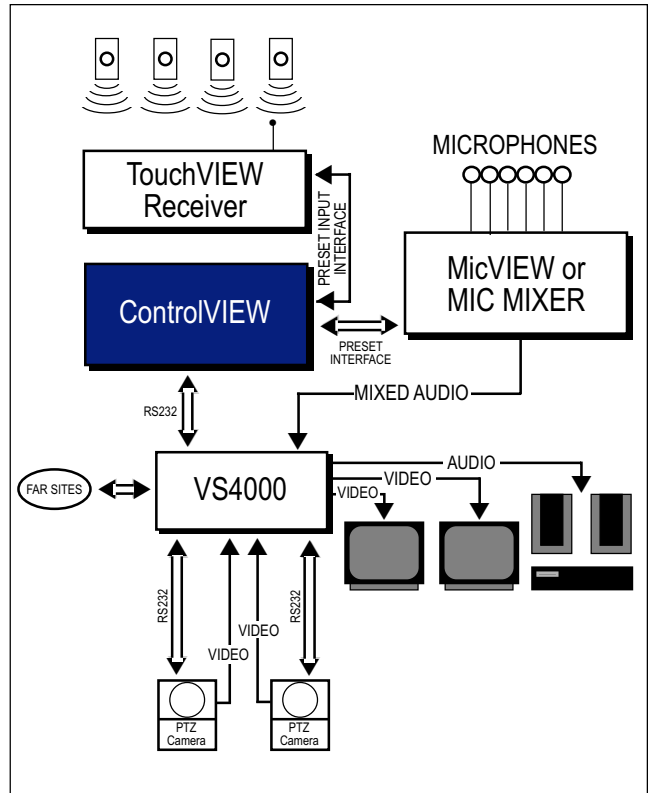 TouchVIEW
Receiver
PRESET INPUT
INTERFACE
MICROPHONES
MicVIEW or
MIC MIXER
ControlVIEW
PRESET
INTERFACE
MIXED AUDIO
RS232
FAR SITES
VS4000
AUDIO
VIDEO
VIDEO
RS232
VIDEO
VIDEO
RS232
PTZ
Camera
PTZ
Camera